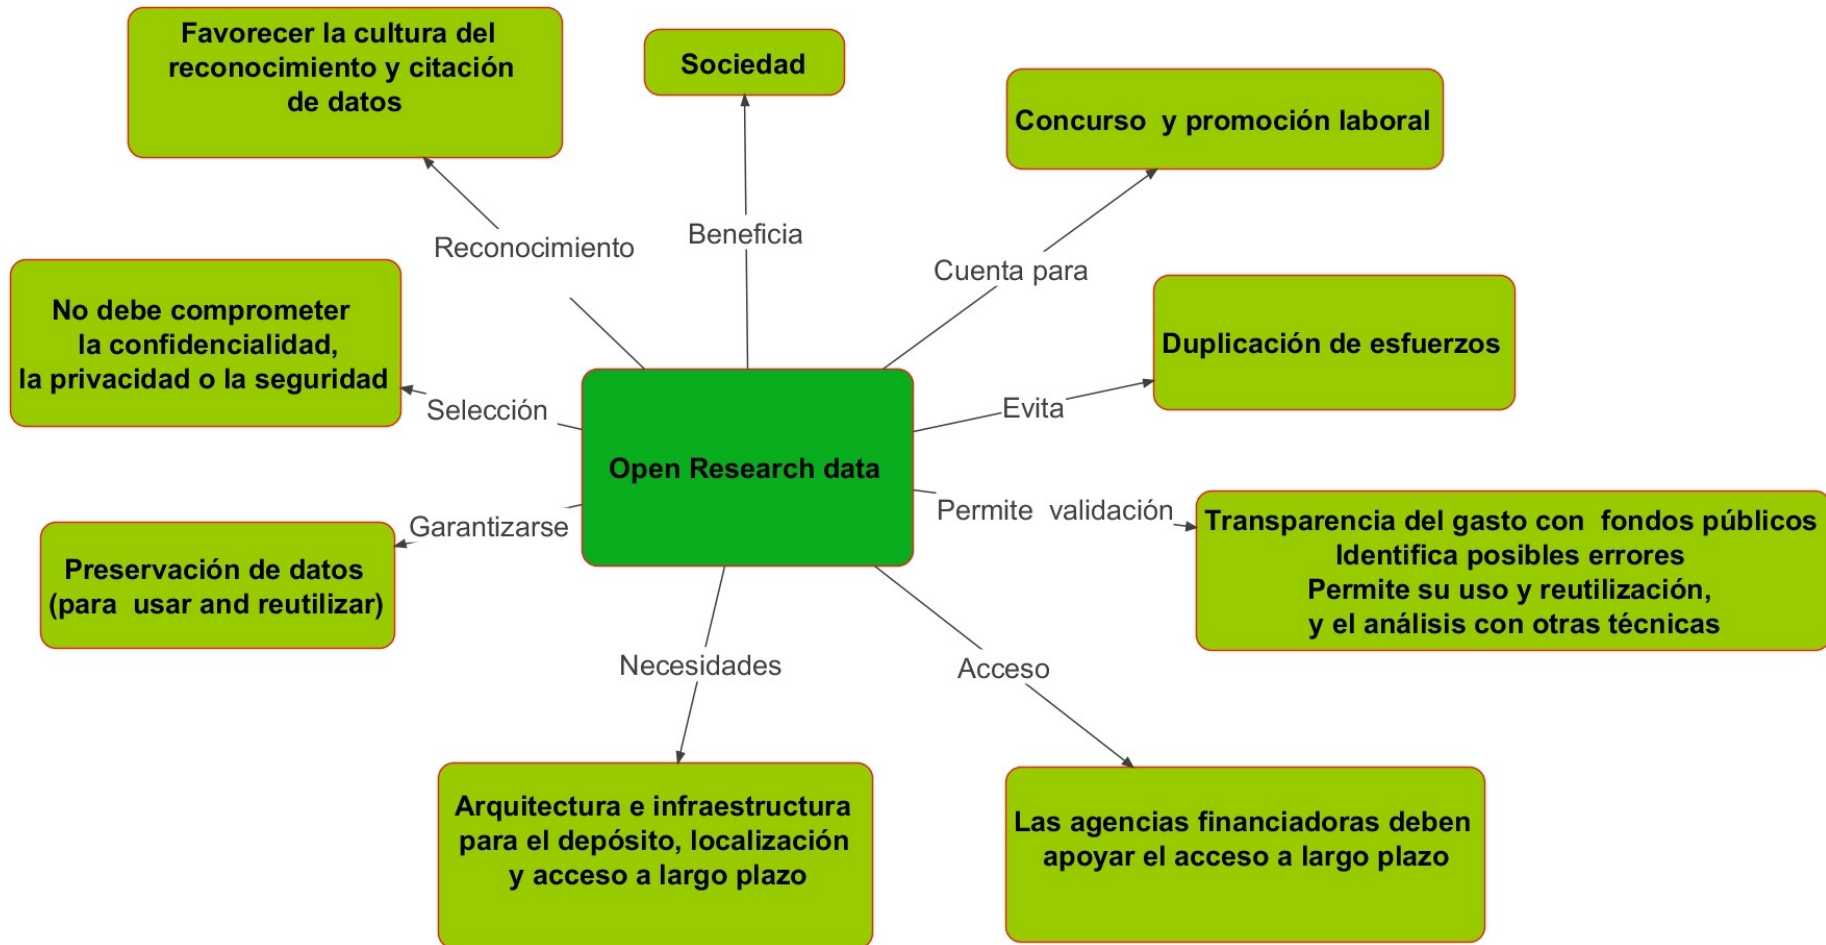 Favorecer la cultura del
reconocimiento y citación
de datos
Sociedad
Concurso y promoción laboral
Reconocimiento
Beneficia
Cuenta para
No debe comprometer
la confidencialidad,
la privacidad o la seguridad
Duplicación de esfuerzos
Selección
Evita
Open Research data
Garantizarse
Permite validación
Preservación de datos
(para usar and reutilizar)
Transparencia del gasto con fondos públicos
Identifica posibles errores
Permite su uso y reutilización,
y el análisis con otras técnicas
Necesidades
Acceso
Arquitectura e infraestructura
para el depósito, localización
y acceso a largo plazo
Las agencias financiadoras deben
apoyar el acceso a largo plazo